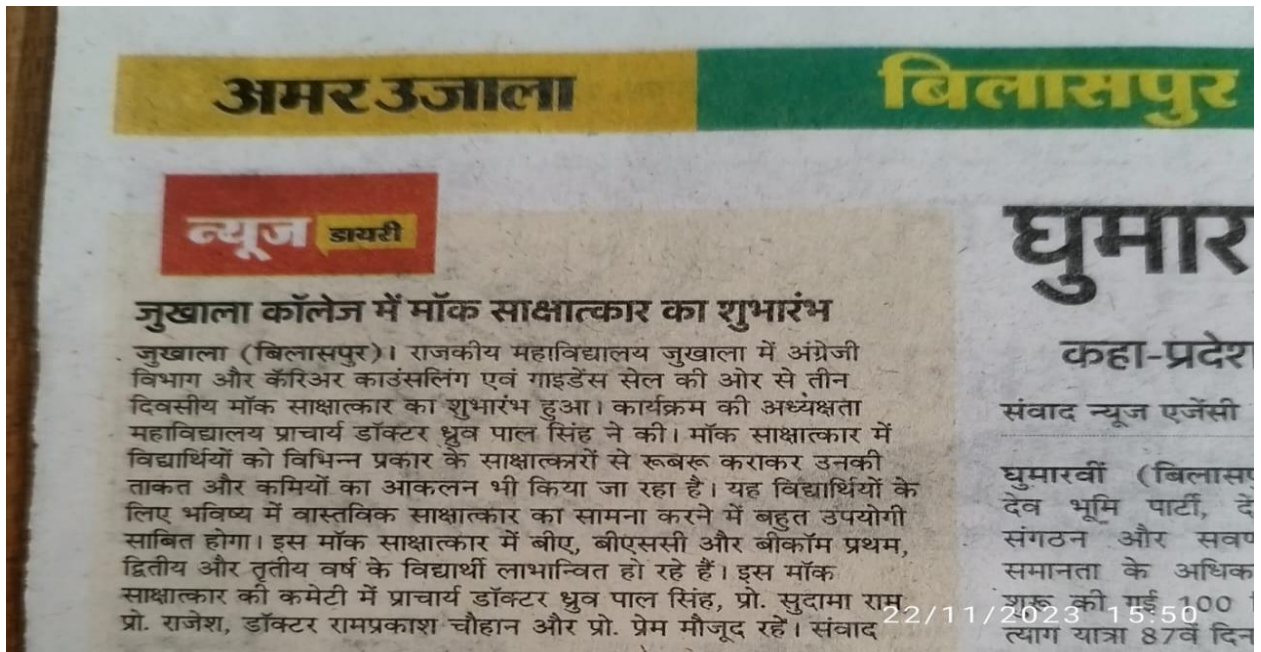 अमर उजाला
बिलासपुर
न्यूज डायरी
जुखाला कॉलेज में मॉक साक्षात्कार का शुभारंभ
जुखाला (बिलासपुर)। राजकीय महाविद्यालय जुखाला में अंग्रेजी
विभाग और कॅरिअर काउंसलिंग एवं गाइडेंस सेल की ओर से तीन
दिवसीय मॉक साक्षात्कार का शुभारंभ हुआ। कार्यक्रम की अध्यक्षता
महाविद्यालय प्राचार्य डॉक्टर ध्रुव पाल सिंह ने की। मॉक साक्षात्कार में
विद्यार्थियों को विभिन्न प्रकार के साक्षात्कारों से रूबरू कराकर उनकी
ताकत और कमियों का आकलन भी किया जा रहा है। यह विद्यार्थियों के
लिए भविष्य में वास्तविक साक्षात्कार का सामना करने में बहुत उपयोगी
साबित होगा। इस मॉक साक्षात्कार में बीए, बीएससी और बीकॉम प्रथम,
द्वितीय और तृतीय वर्ष के विद्यार्थी लाभान्वित हो रहे हैं। इस मॉक
साक्षात्कार की कमेटी में प्राचार्य डॉक्टर ध्रुव पाल सिंह, प्रो. सुदामा राम,
प्रो. राजेश, डॉक्टर रामप्रकाश चौहान और प्रो. प्रेम मौजूद रहे। संवाद
घुमार
कहा-प्रदेश
संवाद न्यूज एजेंसी
घुमारवीं (बिलासप
देव भूमि पार्टी, दे
संगठन और सवर्ण
समानता के अधिक
शुरू की गई 100
त्याग यात्रा 87वें दिन
22/11/2023 15:50